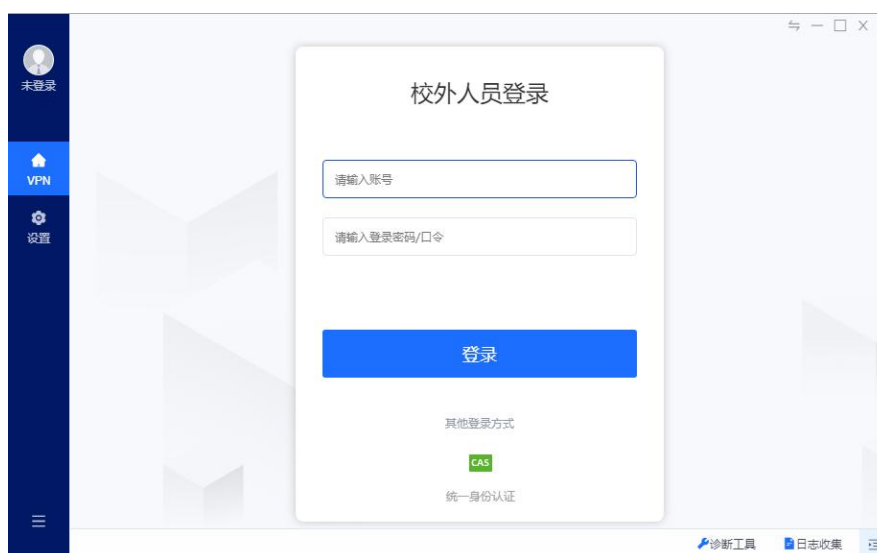 未登录
VPN
设置
校外人员登录
请输入账号
请输入登录密码/口令
登录
其他登录方式
CAS
统一身份认证
诊断工具
日志收集